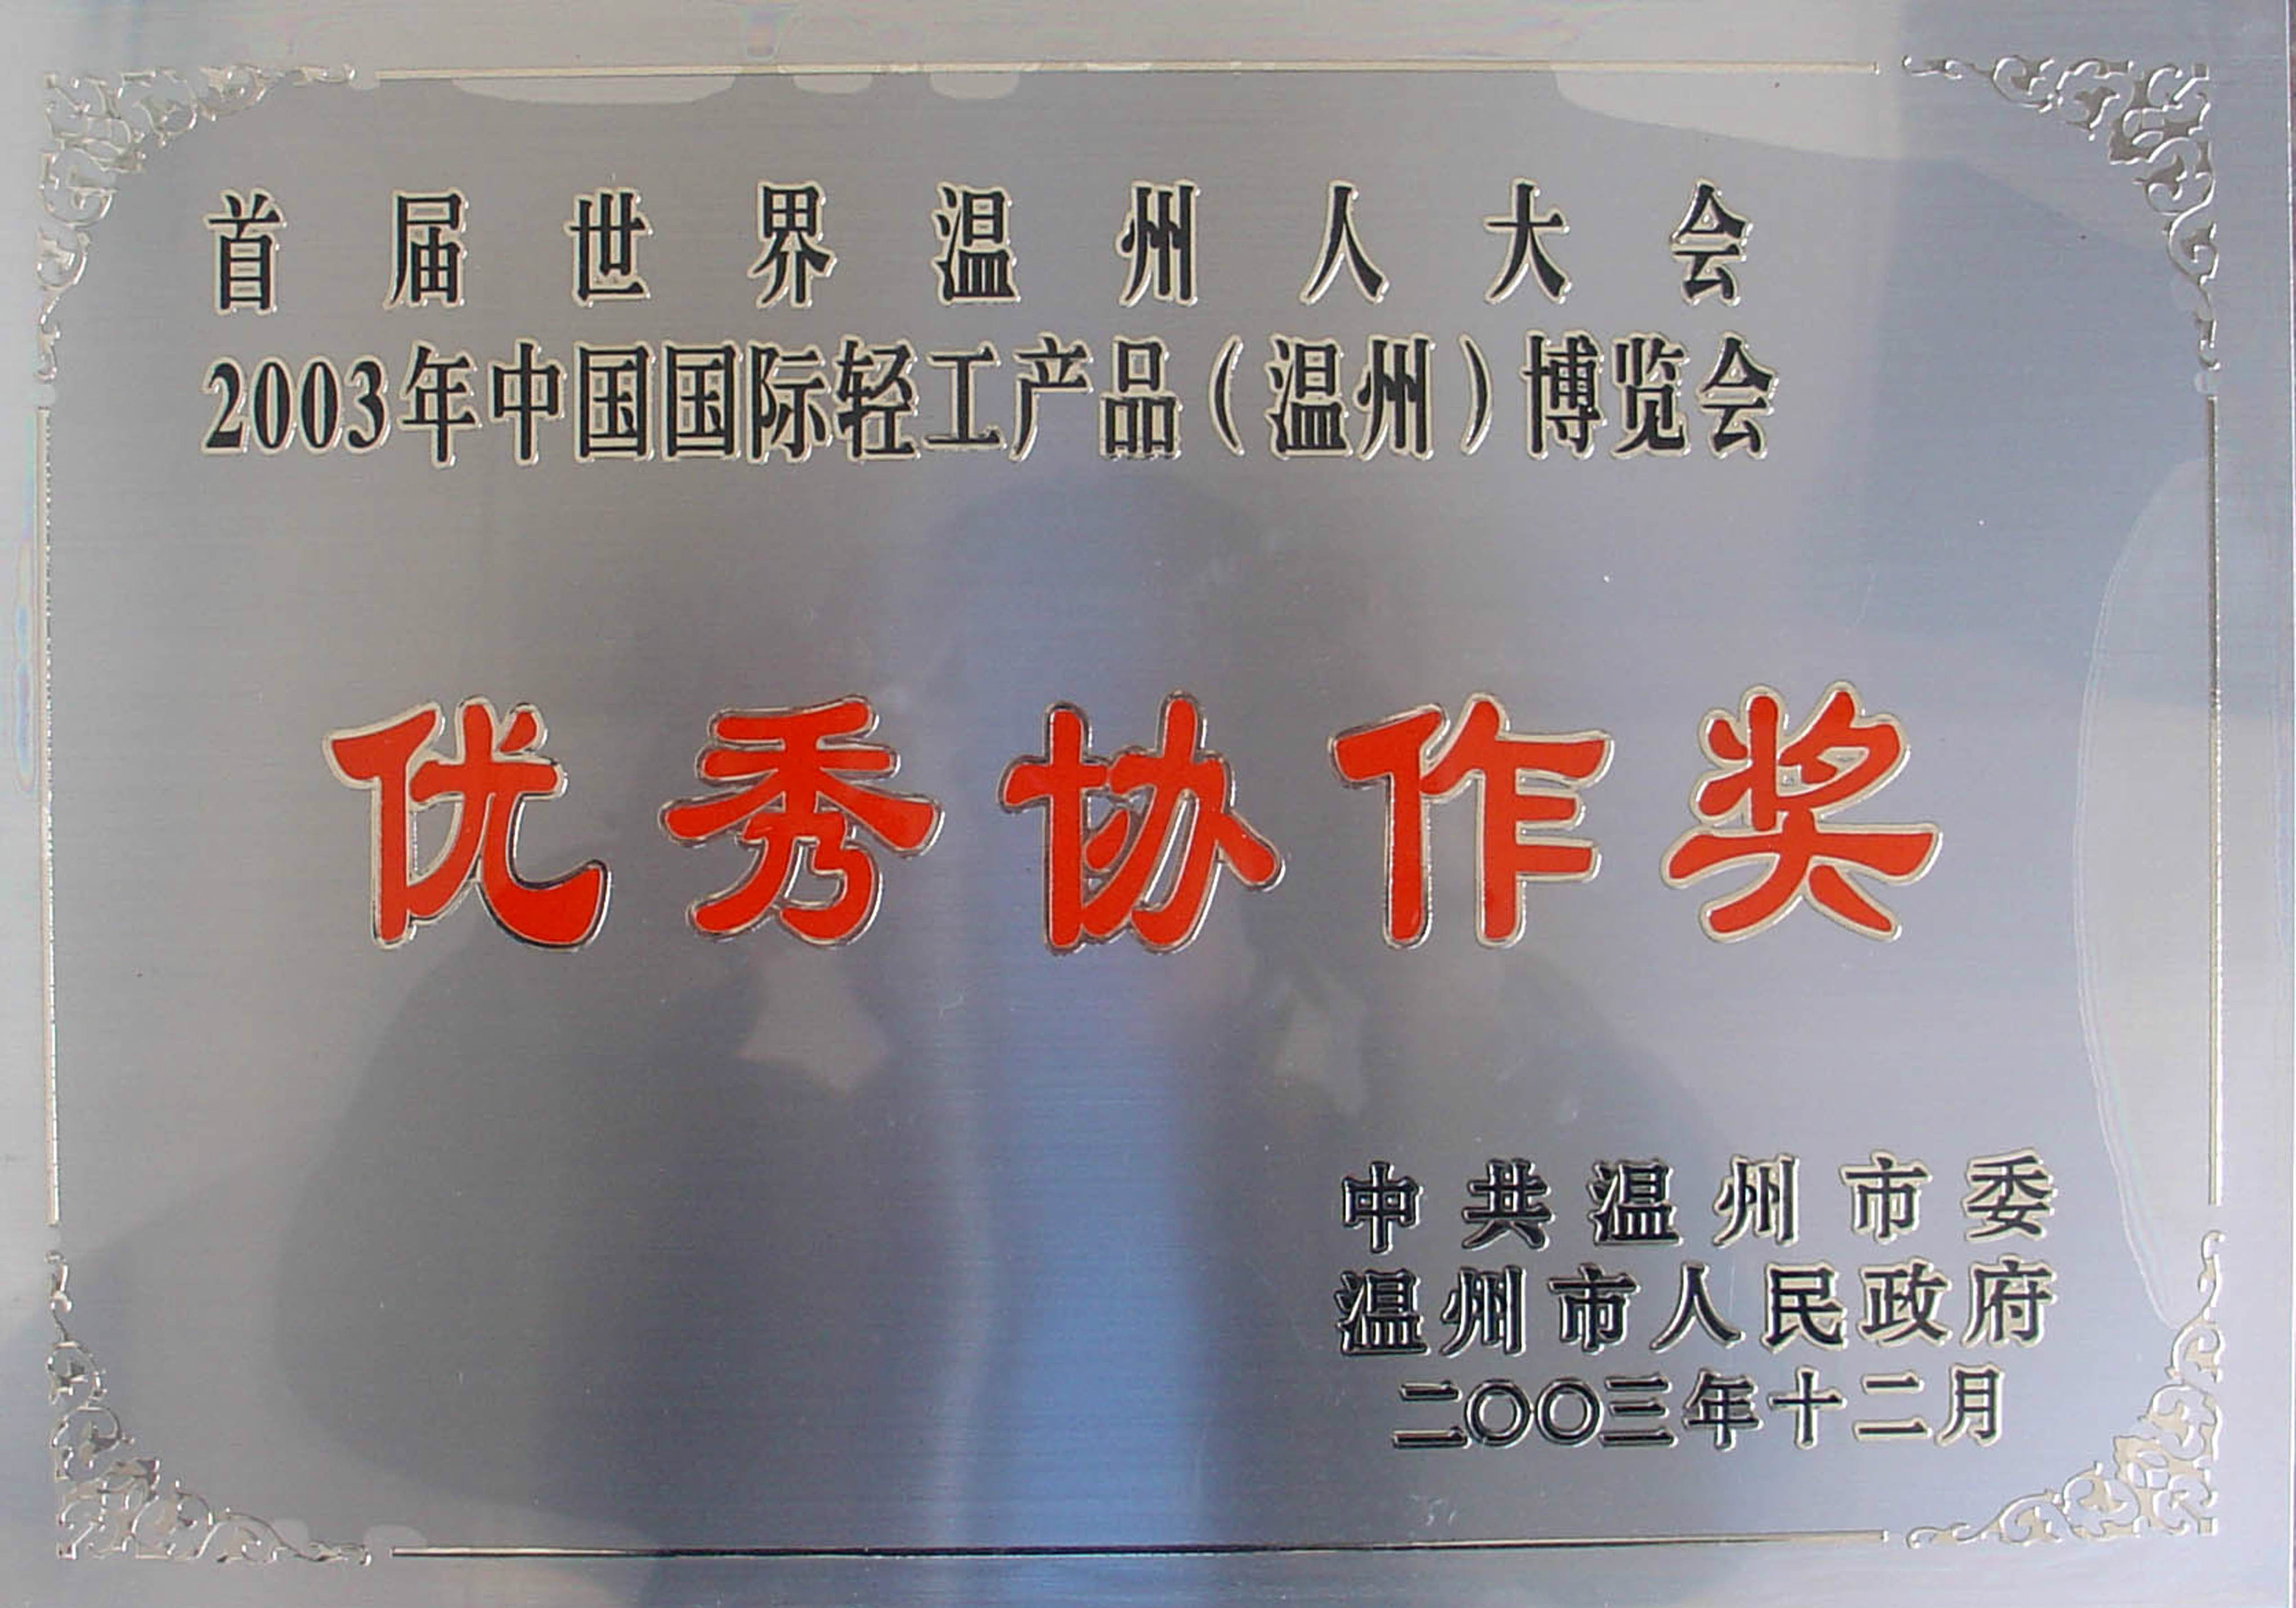 首届世界温州人大会
2003年中国国际轻工产品（温州）博览会
优秀协作奖
中共温州市委
温州市人民政府
二〇〇三年十二月